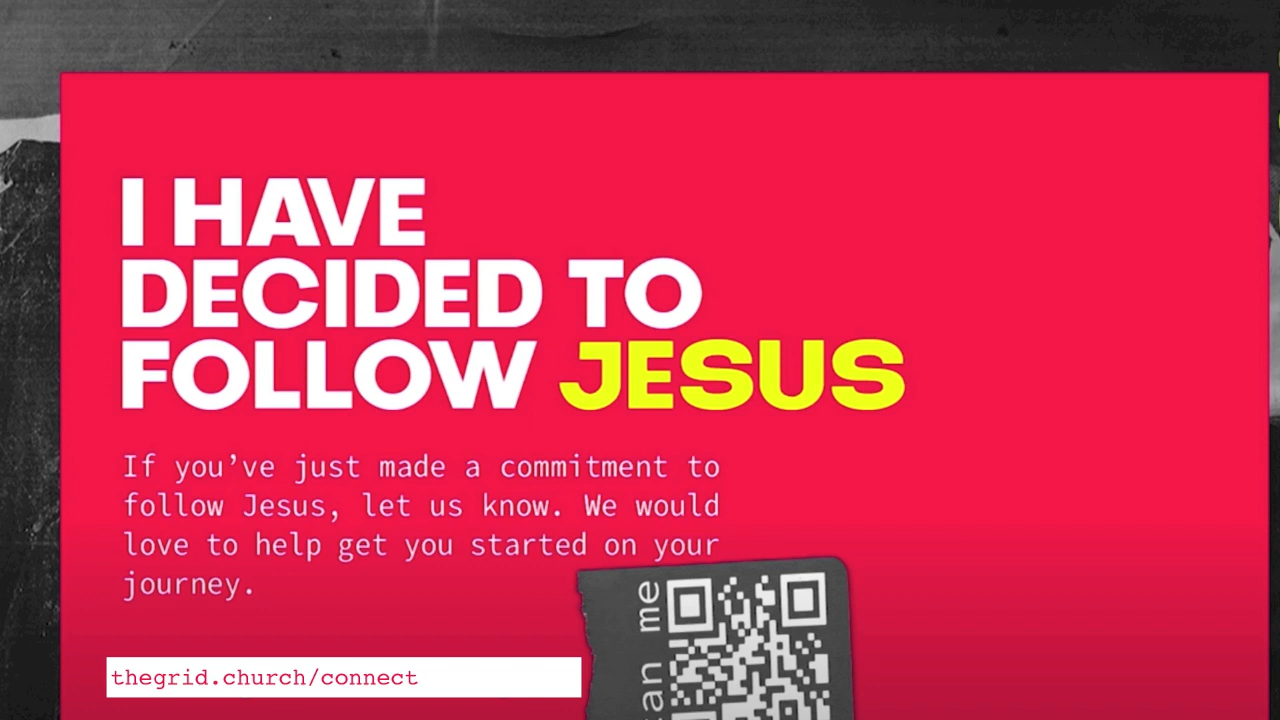 I HAVE
DECIDED TO
FOLLOW JESUS
If you’ve just made a commitment to
follow Jesus, let us know. We would
love to help get you started on your
journey.
me
thegrid.church/connect